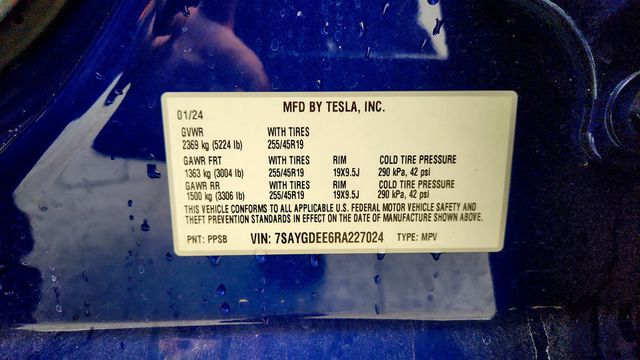 01/24 MFD BY TESLA, INC.
GVWR WITH TIRES
2369 kg (5224 lb) 255/45R19
GAWR FRT WITH TIRES RIM COLD TIRE PRESSURE
1363 kg (3004 lb) 255/45R19 19X9.5J 290 kPa, 42 psi
GAWR RR WITH TIRES RIM COLD TIRE PRESSURE
1500 kg (3306 lb) 255/45R19 19X9.5J 290 kPa, 42 psi
THIS VEHICLE CONFORMS TO ALL APPLICABLE U.S. FEDERAL MOTOR VEHICLE SAFETY AND
THEFT PREVENTION STANDARDS IN EFFECT ON THE DATE OF MANUFACTURE SHOWN ABOVE.
PNT: PPSB VIN: 7SAYGDEE6RA227024 TYPE: MPV